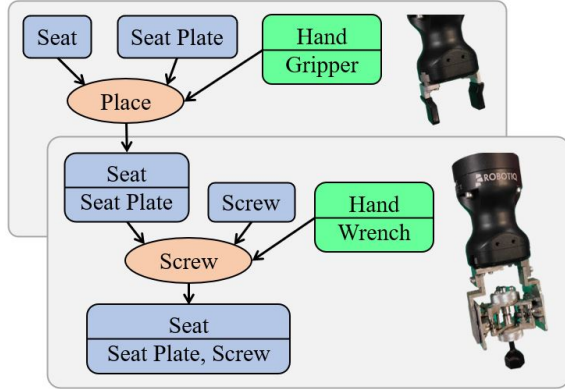 Seat
Seat Plate
Hand
Gripper
Place
Seat
Seat Plate
Screw
Hand
Wrench
Screw
Seat
Seat Plate, Screw
ROBOTIQ